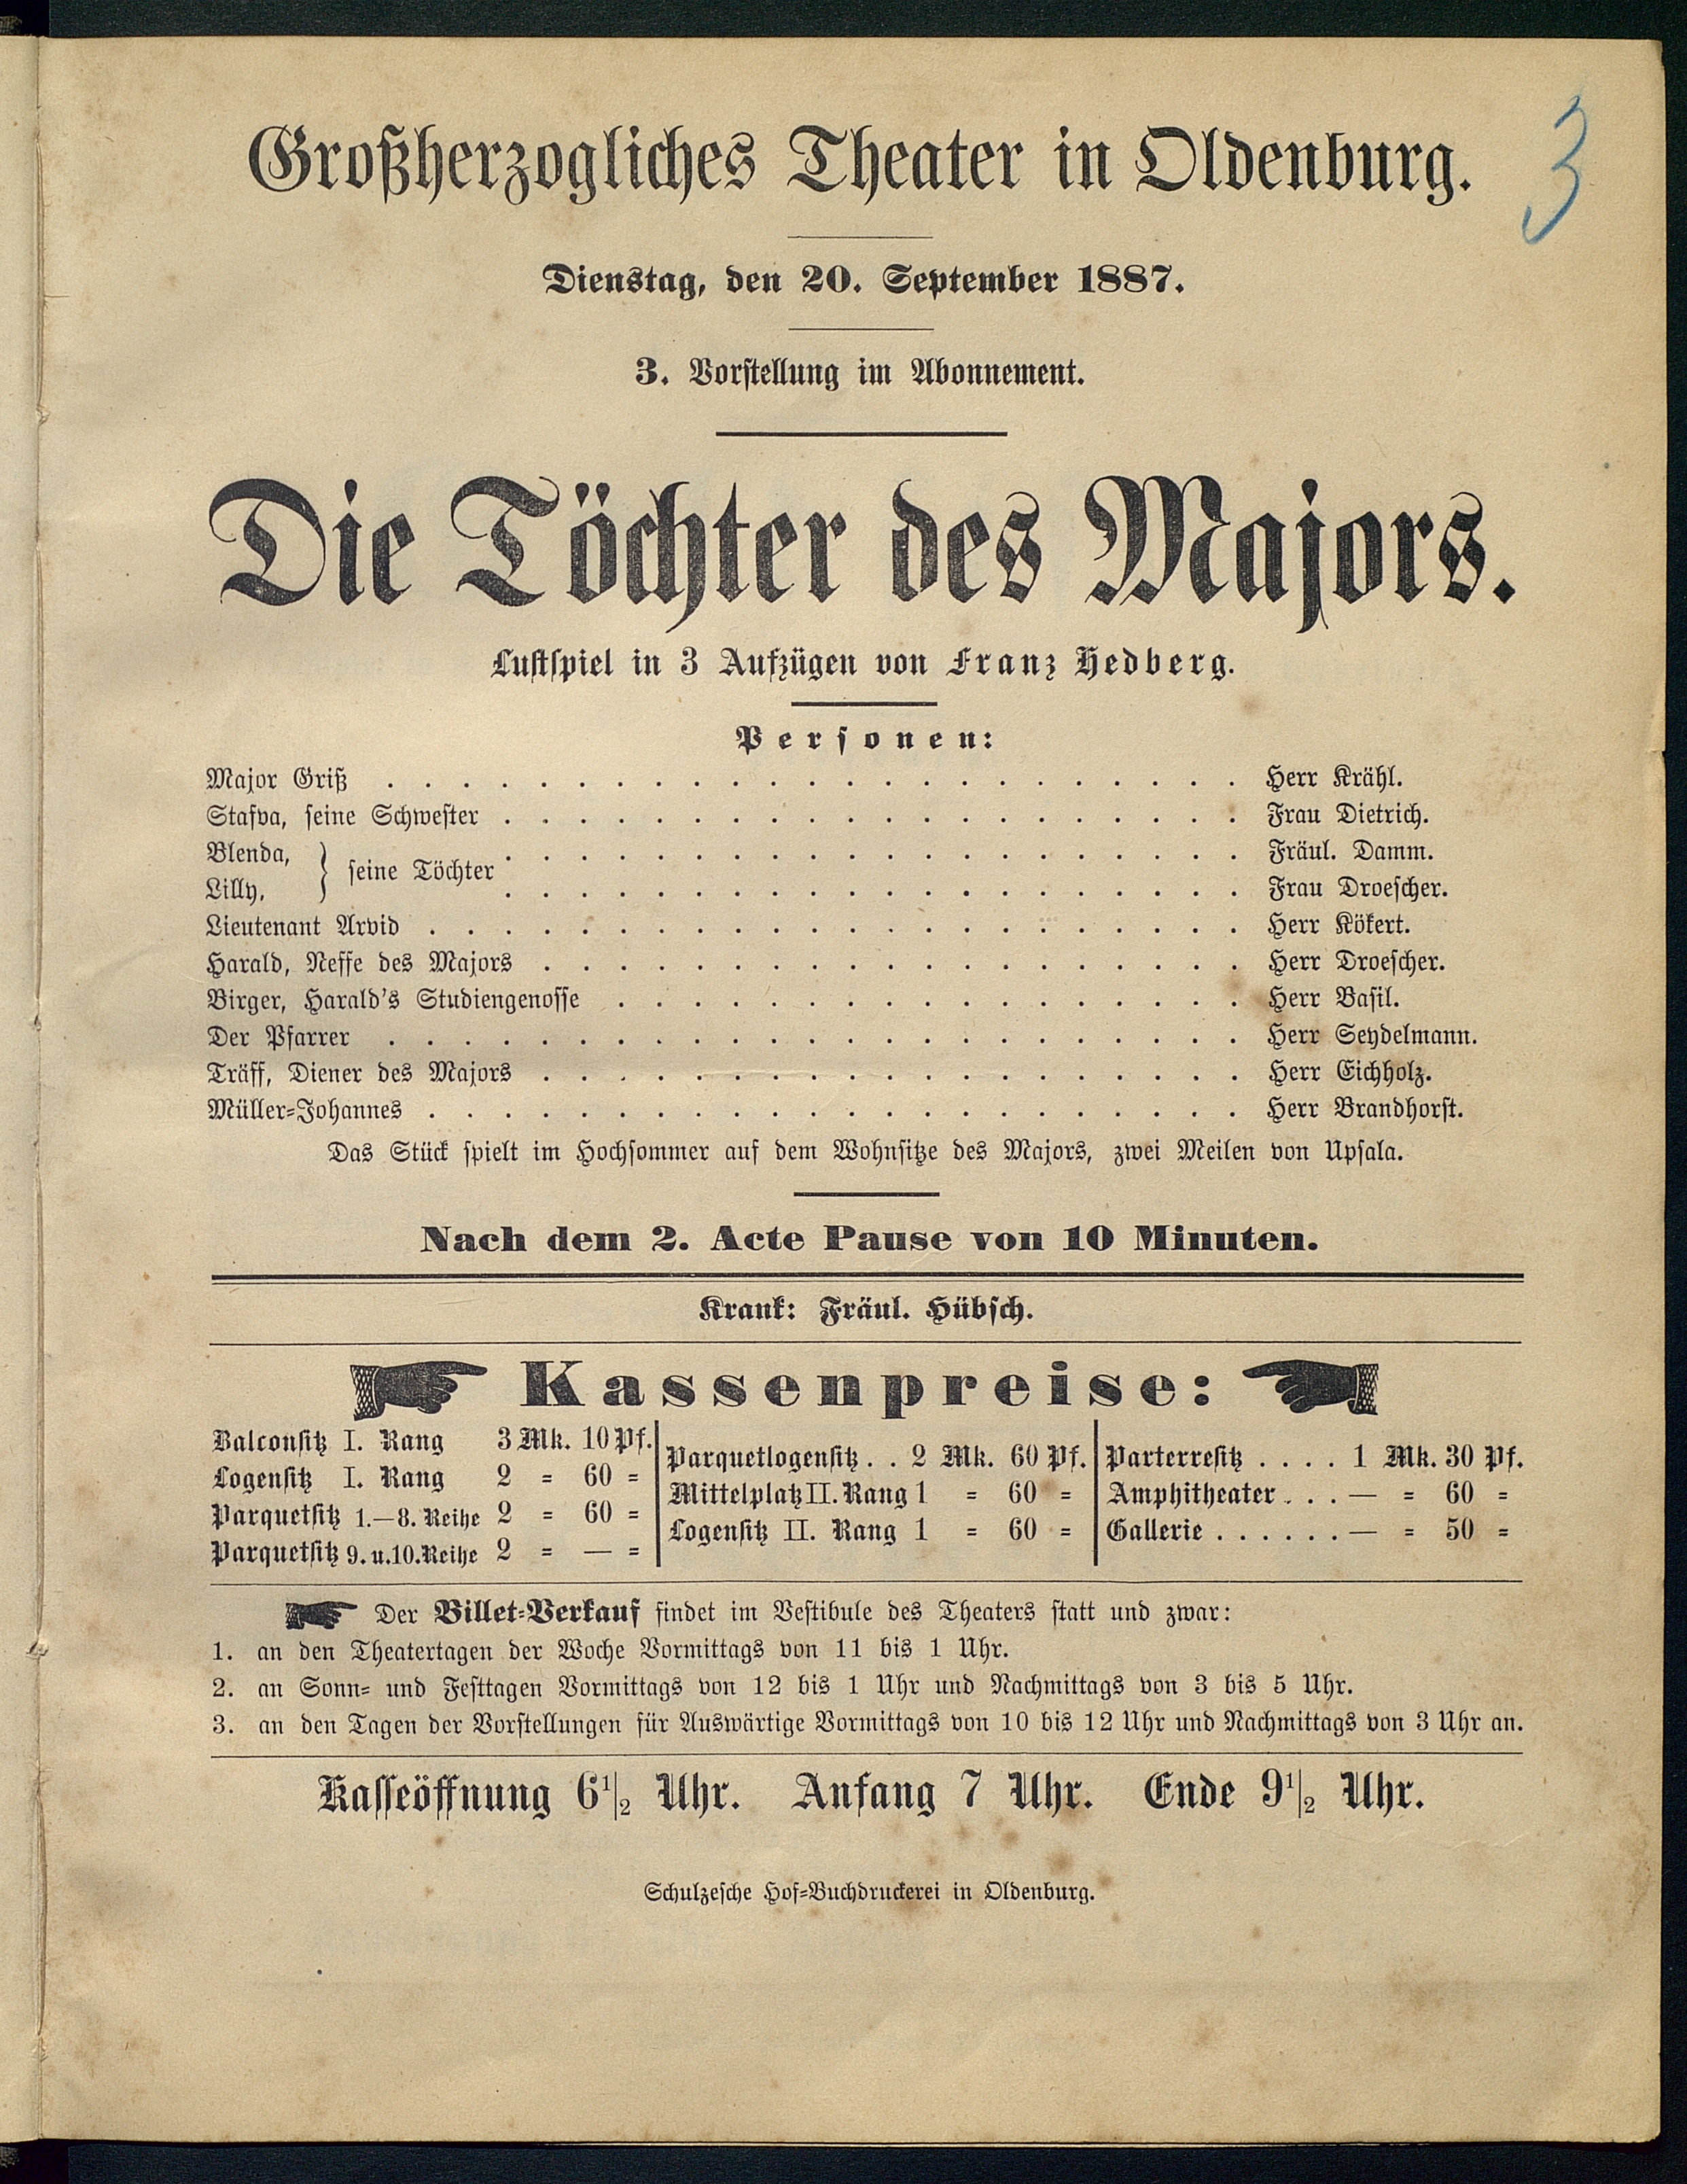 3
Großherzogliches Theater in Oldenburg.
Dienstag, den 20. September 1887.
3. Vorstellung im Abonnement.
Die Töchter des Majors.
Lustspiel in 3 Aufzügen von Franz Hedberg.
Personen:
Major Griß . . . . . . . . . . . . . . . . . . . . . . . Herr Krähl.
Stafva, seine Schwester . . . . . . . . . . . . . . . . . . . . Frau Dietrich.
Blenda, } seine Töchter . . . . . . . . . . . . . . . . . . . . Fräul. Damm.
Lilly, . . . . . . . . . . . . . . . . . . . . Frau Droescher.
Lieutenant Arvid . . . . . . . . . . . . . . . . . . . . . . Herr Kökert.
Harald, Neffe des Majors . . . . . . . . . . . . . . . . . . . Herr Droescher.
Birger, Harald's Studiengenosse . . . . . . . . . . . . . . . . . Herr Basil.
Der Pfarrer . . . . . . . . . . . . . . . . . . . . . . . Herr Seydelmann.
Träff, Diener des Majors . . . . . . . . . . . . . . . . . . . Herr Eichholz.
Müller=Johannes . . . . . . . . . . . . . . . . . . . . . . Herr Brandhorst.
Das Stück spielt im Hochsommer auf dem Wohnsitze des Majors, zwei Meilen von Upsala.
Nach dem 2. Acte Pause von 10 Minuten.
Krank: Fräul. Hübsch.
Kassenpreise:
Balconsitz I. Rang 3 Mk. 10 Pf.
Logensitz I. Rang 2 = 60 =
Parquetsitz 1.—8. Reihe 2 = 60 =
Parquetsitz 9. u. 10. Reihe 2 = — =
Parquetlogensitz . . 2 Mk. 60 Pf.
Mittelplatz II. Rang 1 = 60 =
Logensitz II. Rang 1 = 60 =
Parterresitz . . . . 1 Mk. 30 Pf.
Amphitheater . . . — = 60 =
Gallerie . . . . . . — = 50 =
Der Billet=Verkauf findet im Vestibule des Theaters statt und zwar:
1. an den Theatertagen der Woche Vormittags von 11 bis 1 Uhr.
2. an Sonn= und Festtagen Vormittags von 12 bis 1 Uhr und Nachmittags von 3 bis 5 Uhr.
3. an den Tagen der Vorstellungen für Auswärtige Vormittags von 10 bis 12 Uhr und Nachmittags von 3 Uhr an.
Kasseöffnung 6 1/2 Uhr. Anfang 7 Uhr. Ende 9 1/2 Uhr.
Schulzesche Hof=Buchdruckerei in Oldenburg.